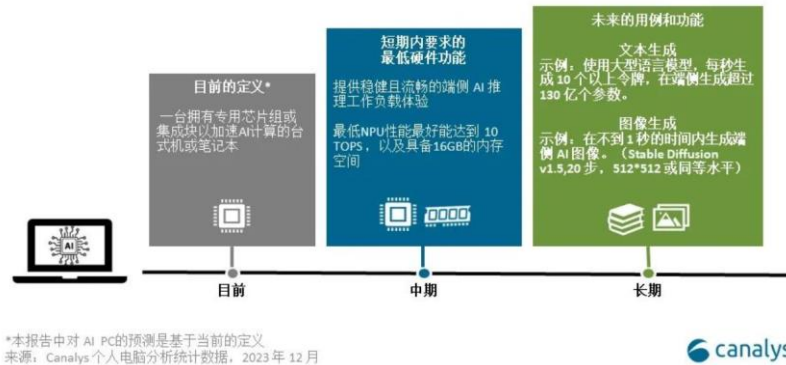 目前的定义*
一台拥有专用芯片组或
集成块以加速AI计算的台
式机或笔记本
短期内要求的
最低硬件功能
提供稳健且流畅的端侧 AI 推
理工作负载体验
最低NPU性能最好能达到 10
TOPS，以及具备16GB的内存
空间
未来的用例和功能
文本生成
示例：使用大型语言模型，每秒生
成 10 个以上令牌，在端侧生成超过
130 亿个参数。
图像生成
示例：在不到 1 秒的时间内生成端
侧 AI 图像。（Stable Diffusion
v1.5,20 步，512*512 或同等水平）
AI
目前
中期
长期
*本报告中对 AI PC的预测是基于当前的定义
来源：Canalys 个人电脑分析统计数据，2023 年 12 月
canalys